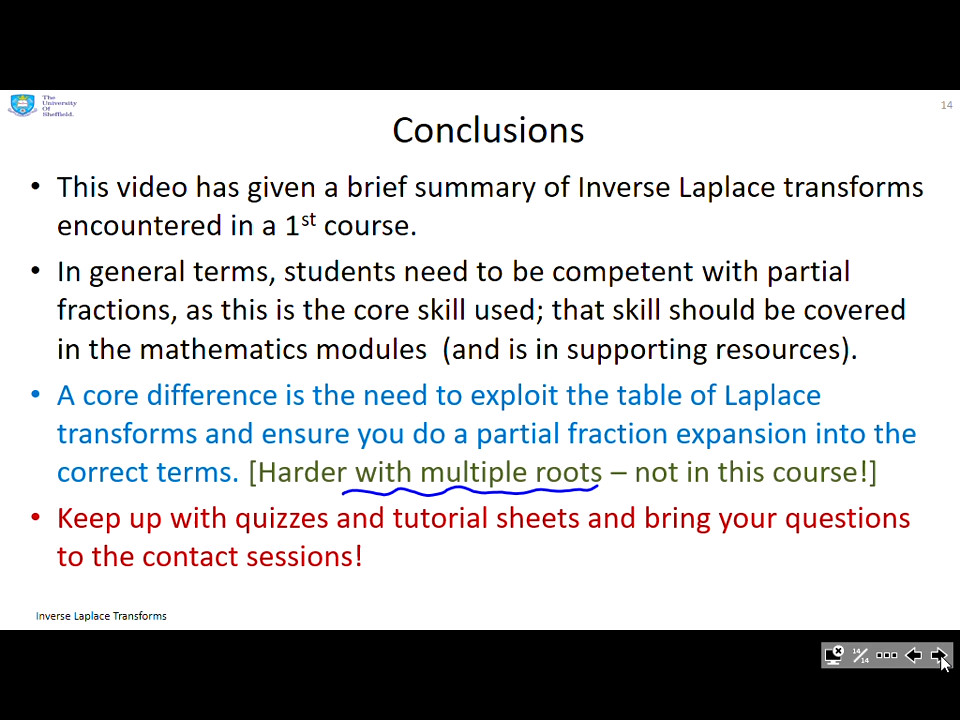 The
University
Of
Sheffield.
14
Conclusions
• This video has given a brief summary of Inverse Laplace transforms
encountered in a 1st course.
• In general terms, students need to be competent with partial
fractions, as this is the core skill used; that skill should be covered
in the mathematics modules (and is in supporting resources).
• A core difference is the need to exploit the table of Laplace
transforms and ensure you do a partial fraction expansion into the
correct terms. [Harder with multiple roots – not in this course!]
• Keep up with quizzes and tutorial sheets and bring your questions
to the contact sessions!
Inverse Laplace Transforms
14/14